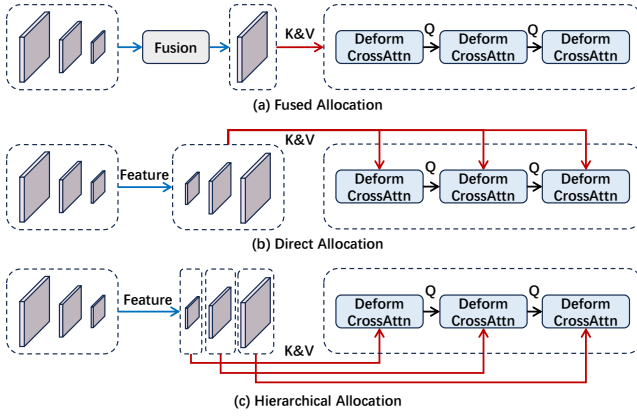 K&V
Q
Q
Fusion
Deform
CrossAttn
Deform
CrossAttn
Deform
CrossAttn
(a) Fused Allocation
K&V
Feature
Q
Q
Deform
CrossAttn
Deform
CrossAttn
Deform
CrossAttn
(b) Direct Allocation
Feature
Q
Q
Deform
CrossAttn
Deform
CrossAttn
Deform
CrossAttn
K&V
(c) Hierarchical Allocation